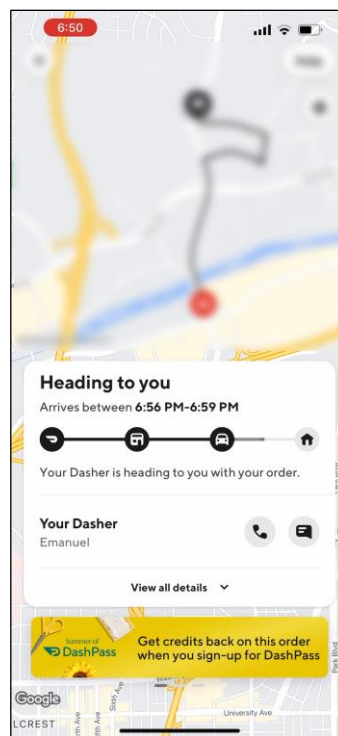 6:50
Heading to you
Arrives between 6:56 PM-6:59 PM
Your Dasher is heading to you with your order.
Your Dasher
Emanuel
View all details
Summer of
DashPass
Get credits back on this order
when you sign-up for DashPass
Park Blvd
Google
Sixth Ave
University Ave
LCREST